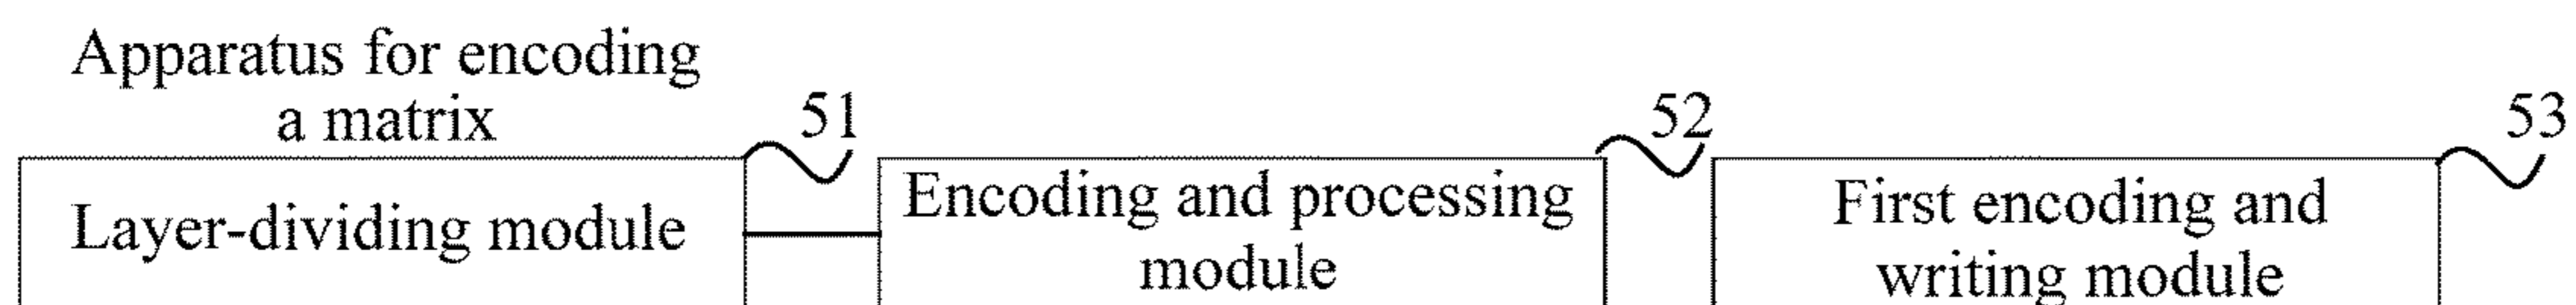 Apparatus for encoding
a matrix
51
52
53
Layer-dividing module
Encoding and processing
module
First encoding and
writing module